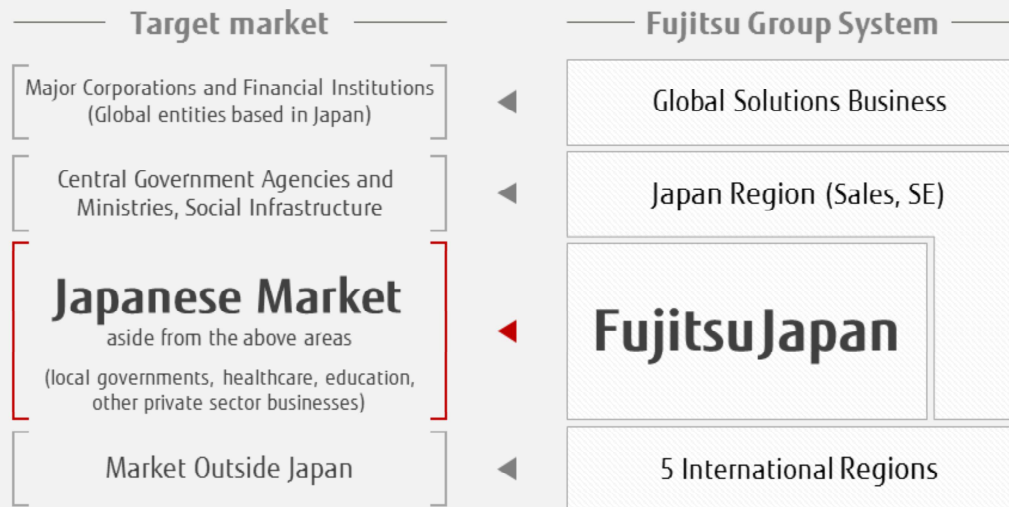 Target market
Major Corporations and Financial Institutions
(Global entities based in Japan)
Central Government Agencies and
Ministries, Social Infrastructure
Japanese Market
aside from the above areas
(local governments, healthcare, education,
other private sector businesses)
Market Outside Japan
Fujitsu Group System
Global Solutions Business
Japan Region (Sales, SE)
Fujitsu Japan
5 International Regions